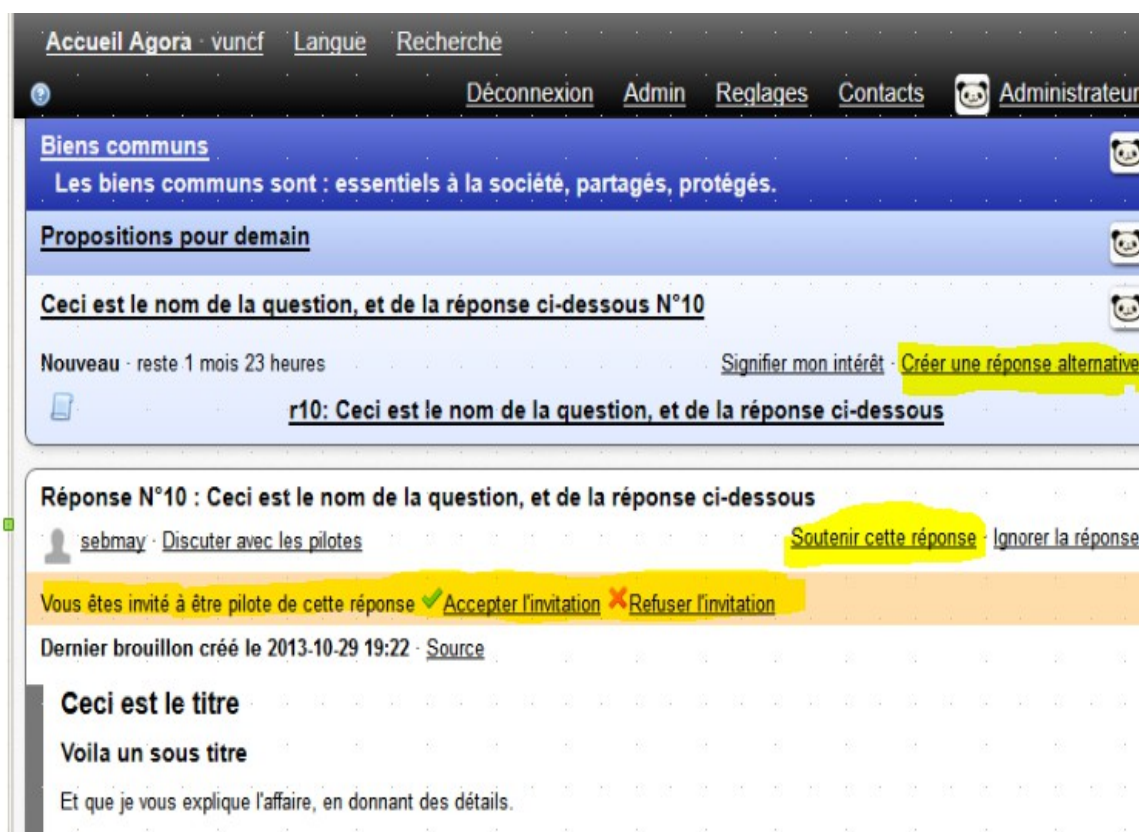 Accueil Agora · vuncf Langue Recherche
Déconnexion Admin Reglages Contacts Administrateur
Biens communs
Les biens communs sont : essentiels à la société, partagés, protégés.
Propositions pour demain
Ceci est le nom de la question, et de la réponse ci-dessous N°10
Nouveau · reste 1 mois 23 heures Signifier mon intérêt · Créer une réponse alternative
r10: Ceci est le nom de la question, et de la réponse ci-dessous
Réponse N°10 : Ceci est le nom de la question, et de la réponse ci-dessous
sebmay · Discuter avec les pilotes Soutenir cette réponse · Ignorer la réponse
Vous êtes invité à être pilote de cette réponse Accepter l'invitation Refuser l'invitation
Dernier brouillon créé le 2013-10-29 19:22 · Source
Ceci est le titre
Voila un sous titre
Et que je vous explique l'affaire, en donnant des détails.